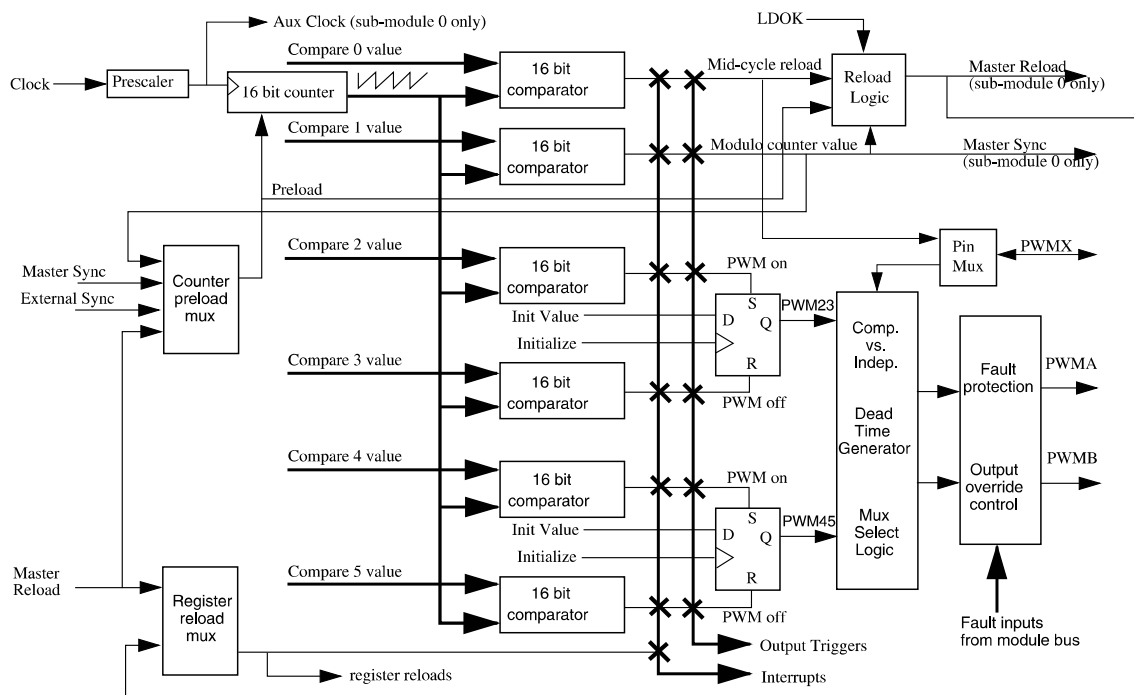 Aux Clock (sub-module 0 only)
LDOK
Compare 0 value
Clock
Prescaler
16 bit counter
16 bit
comparator
Mid-cycle reload
Reload
Logic
Master Reload
(sub-module 0 only)
Compare 1 value
16 bit
comparator
Modulo counter value
Master Sync
(sub-module 0 only)
Preload
Compare 2 value
Master Sync
External Sync
Counter
preload
mux
16 bit
comparator
PWM on
Pin
Mux
PWMX
Init Value
Initialize
S
D
Q
R
PWM23
Comp.
vs.
Indep.
Dead
Time
Generator
Mux
Select
Logic
Compare 3 value
16 bit
comparator
PWM off
Fault
protection
Output
override
control
PWMA
PWMB
Compare 4 value
16 bit
comparator
PWM on
Init Value
Initialize
S
D
Q
R
PWM45
Master
Reload
Register
reload
mux
Compare 5 value
16 bit
comparator
PWM off
Fault inputs
from module bus
Output Triggers
register reloads
Interrupts